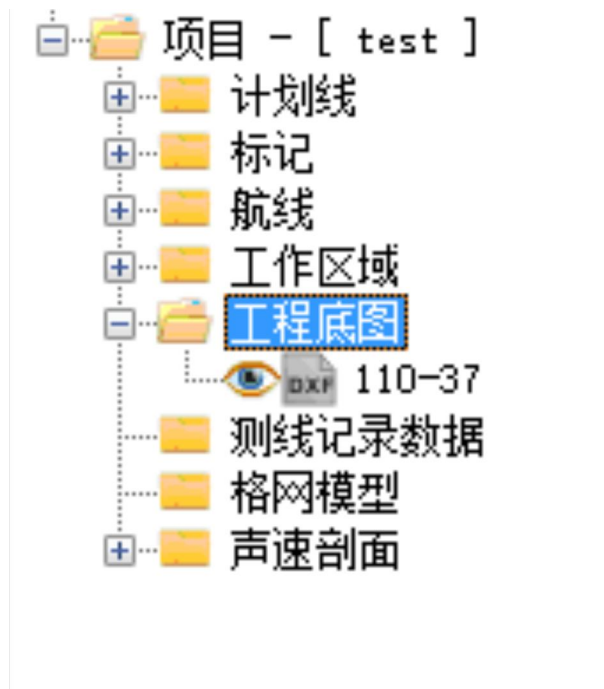 项目 - [ test ]
计划线
标记
航线
工作区域
工程底图
DXF 110-37
测线记录数据
格网模型
声速剖面